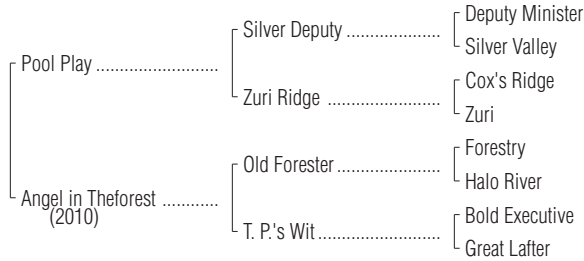 Deputy Minister
Silver Deputy ....................
Silver Valley
Pool Play ..........................
Cox's Ridge
Zuri Ridge ........................
Zuri
Forestry
Old Forester ......................
Halo River
Angel in Theforest ............
(2010)
Bold Executive
T. P.'s Wit ..........................
Great Lafter